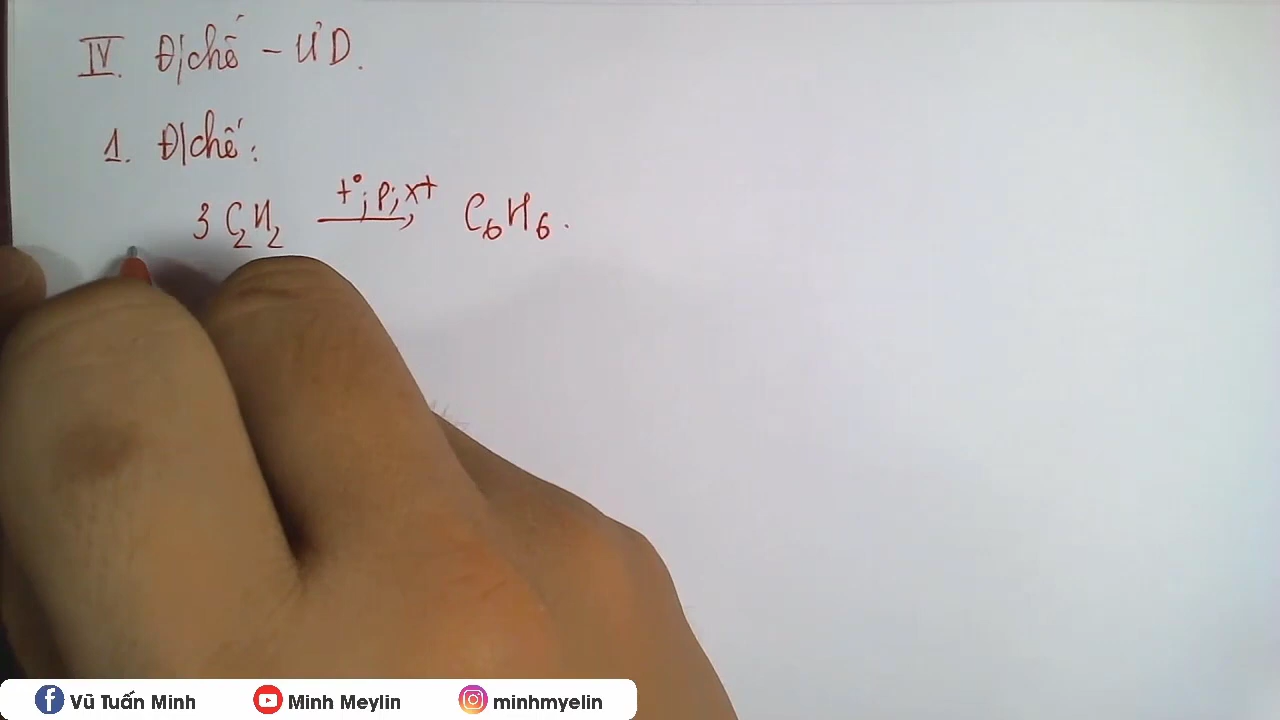 IV. Đ/chế - ƯD.
1. Đ/chế:
3 C₂H₂ —t°; p; xt→ C₆H₆.
Vũ Tuấn Minh Minh Meylin minhmyelin